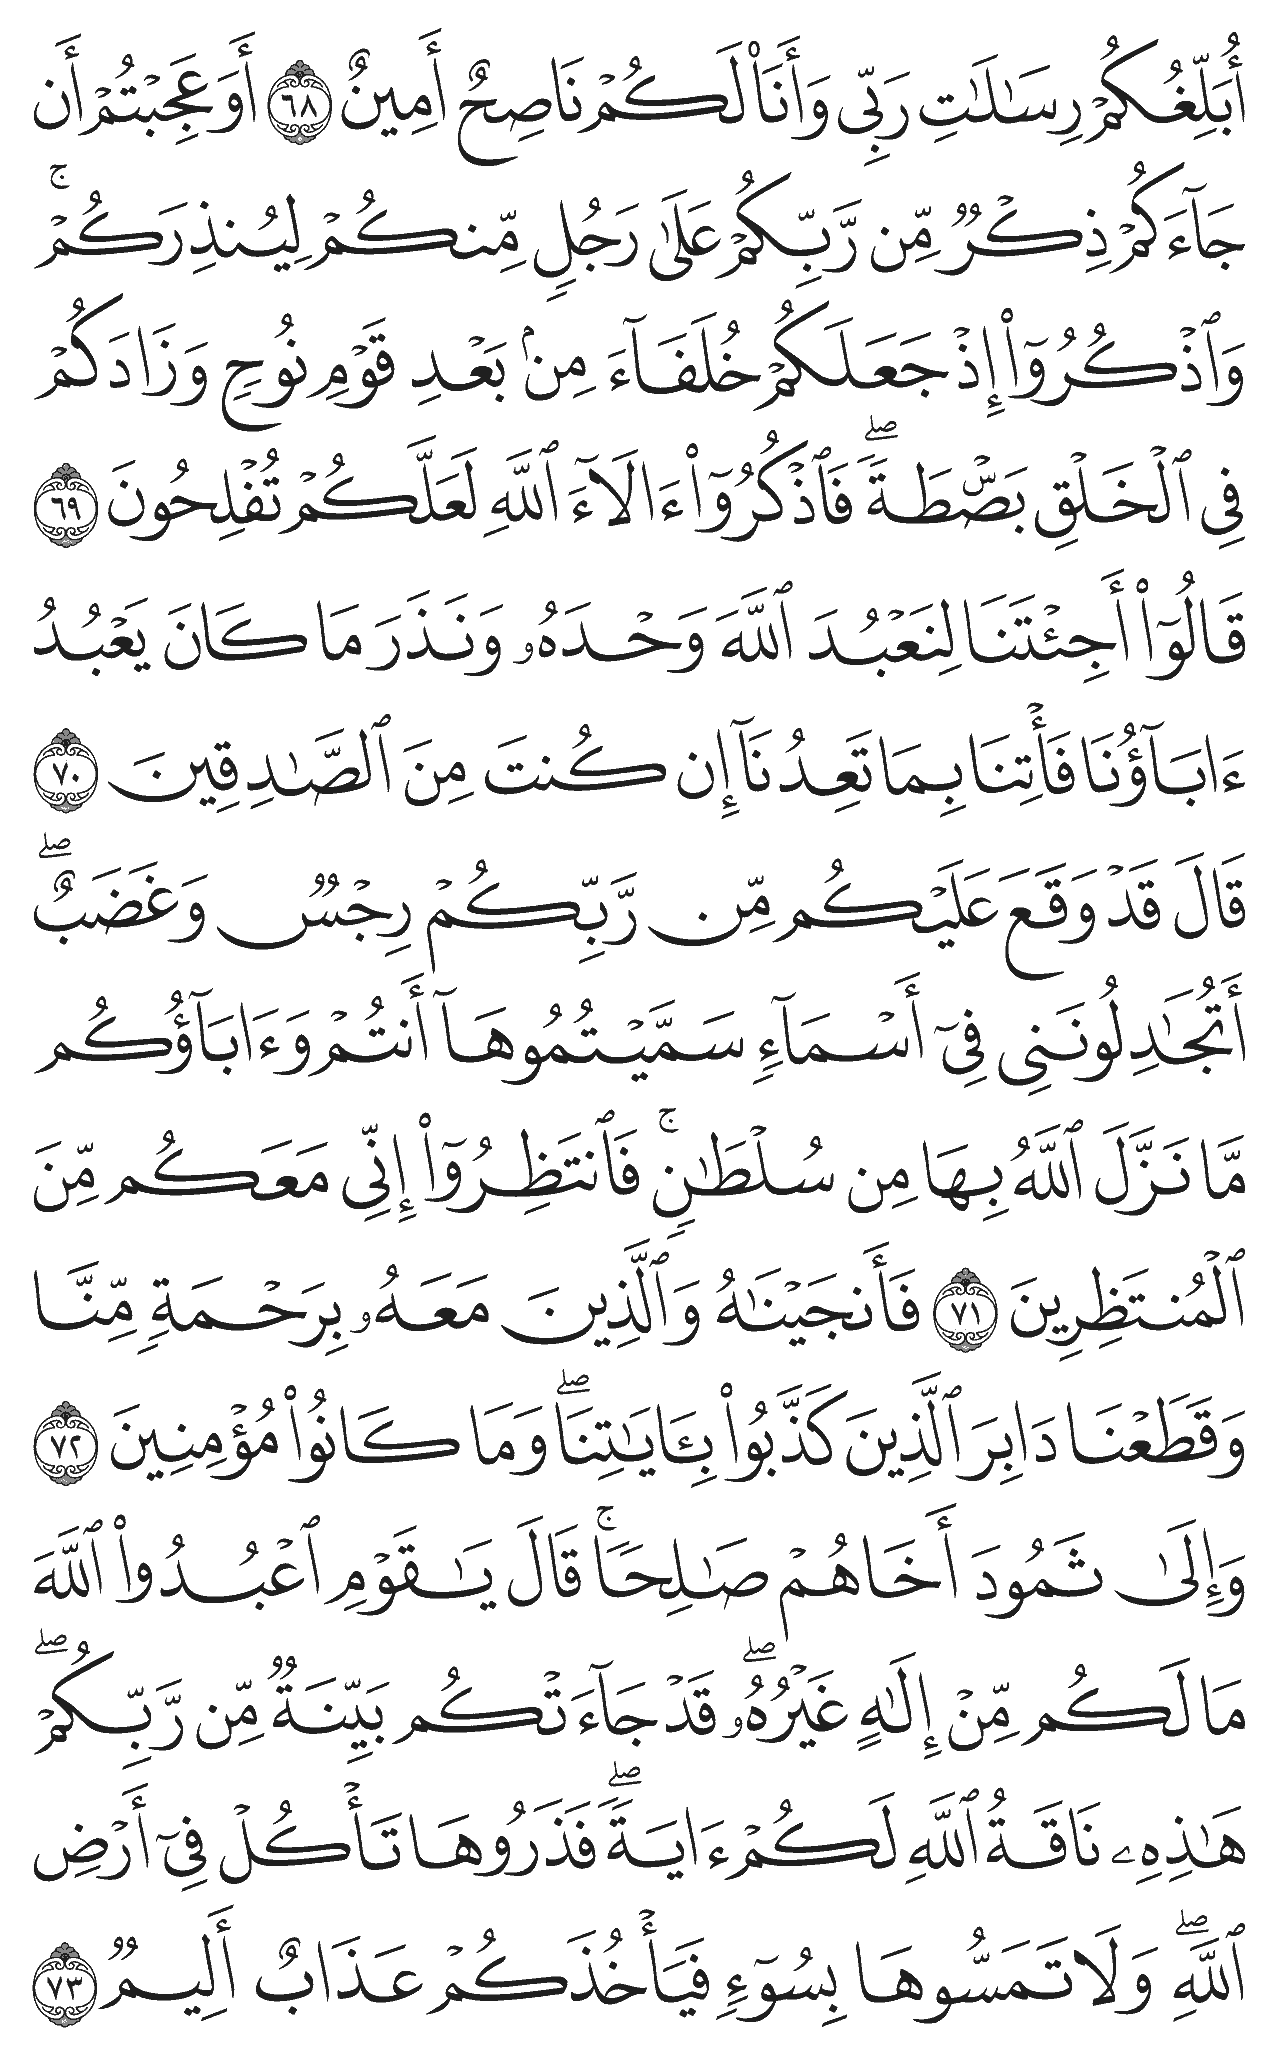 أُبَلِّغُكُمْ رِسَٰلَٰتِ رَبِّى وَأَنَا۠ لَكُمْ نَاصِحٌ أَمِينٌ ٦٨ أَوَعَجِبْتُمْ أَن
جَآءَكُمْ ذِكْرٌ مِّن رَّبِّكُمْ عَلَىٰ رَجُلٍ مِّنكُمْ لِيُنذِرَكُمْ ۚ
وَٱذْكُرُوٓا۟ إِذْ جَعَلَكُمْ خُلَفَآءَ مِنۢ بَعْدِ قَوْمِ نُوحٍ وَزَادَكُمْ
فِى ٱلْخَلْقِ بَصْۜطَةً ۖ فَٱذْكُرُوٓا۟ ءَالَآءَ ٱللَّهِ لَعَلَّكُمْ تُفْلِحُونَ ٦٩
قَالُوٓا۟ أَجِئْتَنَا لِنَعْبُدَ ٱللَّهَ وَحْدَهُۥ وَنَذَرَ مَا كَانَ يَعْبُدُ
ءَابَآؤُنَا فَأْتِنَا بِمَا تَعِدُنَآ إِن كُنتَ مِنَ ٱلصَّٰدِقِينَ ٧٠
قَالَ قَدْ وَقَعَ عَلَيْكُم مِّن رَّبِّكُمْ رِجْسٌ وَغَضَبٌ ۖ
أَتُجَٰدِلُونَنِى فِىٓ أَسْمَآءٍ سَمَّيْتُمُوهَآ أَنتُمْ وَءَابَآؤُكُم
مَّا نَزَّلَ ٱللَّهُ بِهَا مِن سُلْطَٰنٍ ۚ فَٱنتَظِرُوٓا۟ إِنِّى مَعَكُم مِّنَ
ٱلْمُنتَظِرِينَ ٧١ فَأَنجَيْنَٰهُ وَٱلَّذِينَ مَعَهُۥ بِرَحْمَةٍ مِّنَّا
وَقَطَعْنَا دَابِرَ ٱلَّذِينَ كَذَّبُوا۟ بِـَٔايَٰتِنَا ۖ وَمَا كَانُوا۟ مُؤْمِنِينَ ٧٢
وَإِلَىٰ ثَمُودَ أَخَاهُمْ صَٰلِحًا ۚ قَالَ يَٰقَوْمِ ٱعْبُدُوا۟ ٱللَّهَ
مَا لَكُم مِّنْ إِلَٰهٍ غَيْرُهُۥ ۖ قَدْ جَآءَتْكُم بَيِّنَةٌ مِّن رَّبِّكُمْ ۖ
هَٰذِهِۦ نَاقَةُ ٱللَّهِ لَكُمْ ءَايَةً ۖ فَذَرُوهَا تَأْكُلْ فِىٓ أَرْضِ
ٱللَّهِ ۖ وَلَا تَمَسُّوهَا بِسُوٓءٍ فَيَأْخُذَكُمْ عَذَابٌ أَلِيمٌ ٧٣